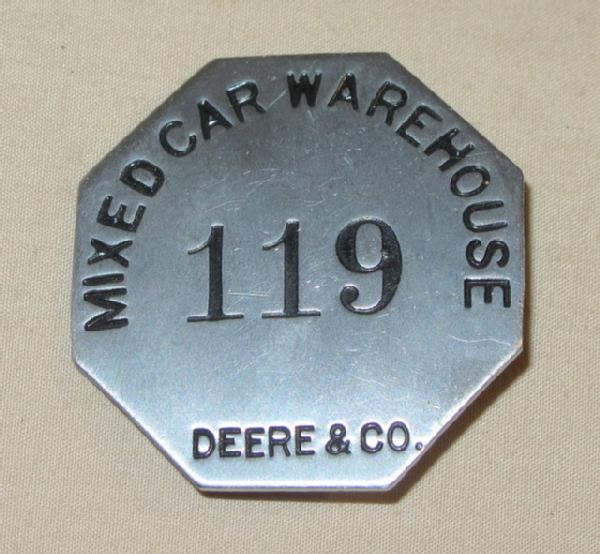 MIXED CAR WAREHOUSE
119
DEERE & CO.